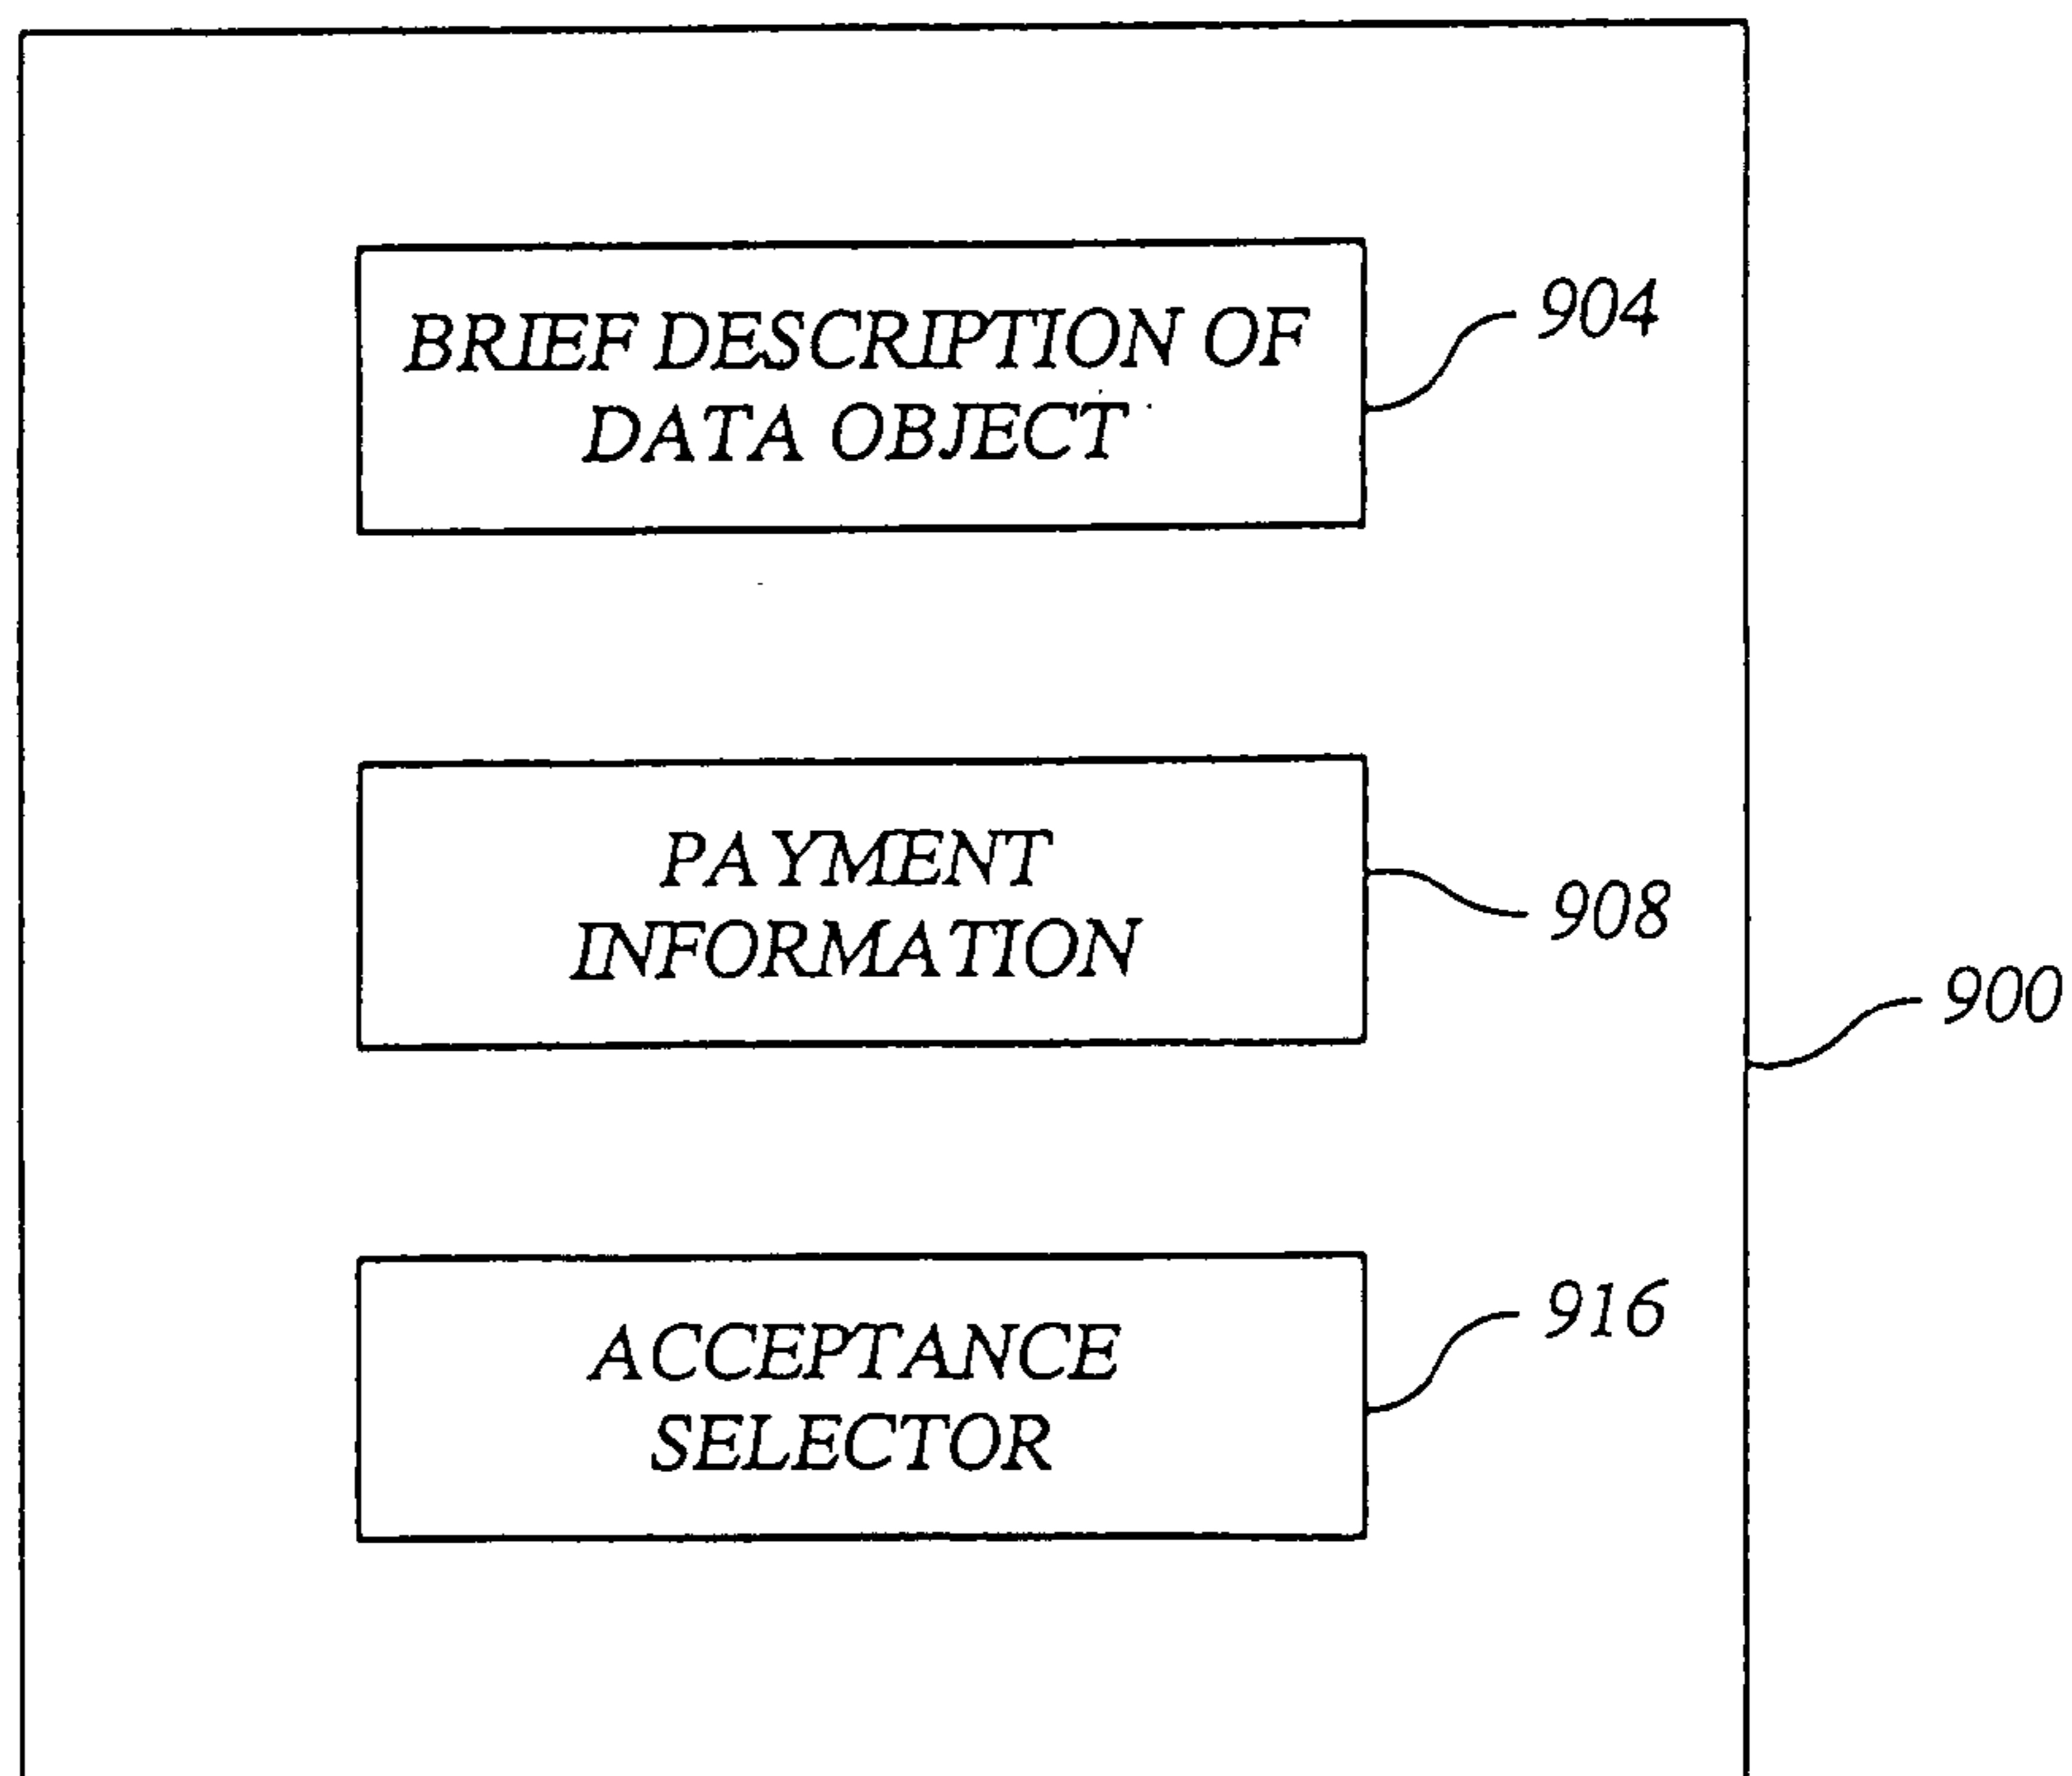 BRIEF DESCRIPTION OF
DATA OBJECT
904
PAYMENT
INFORMATION
908
900
ACCEPTANCE
SELECTOR
916